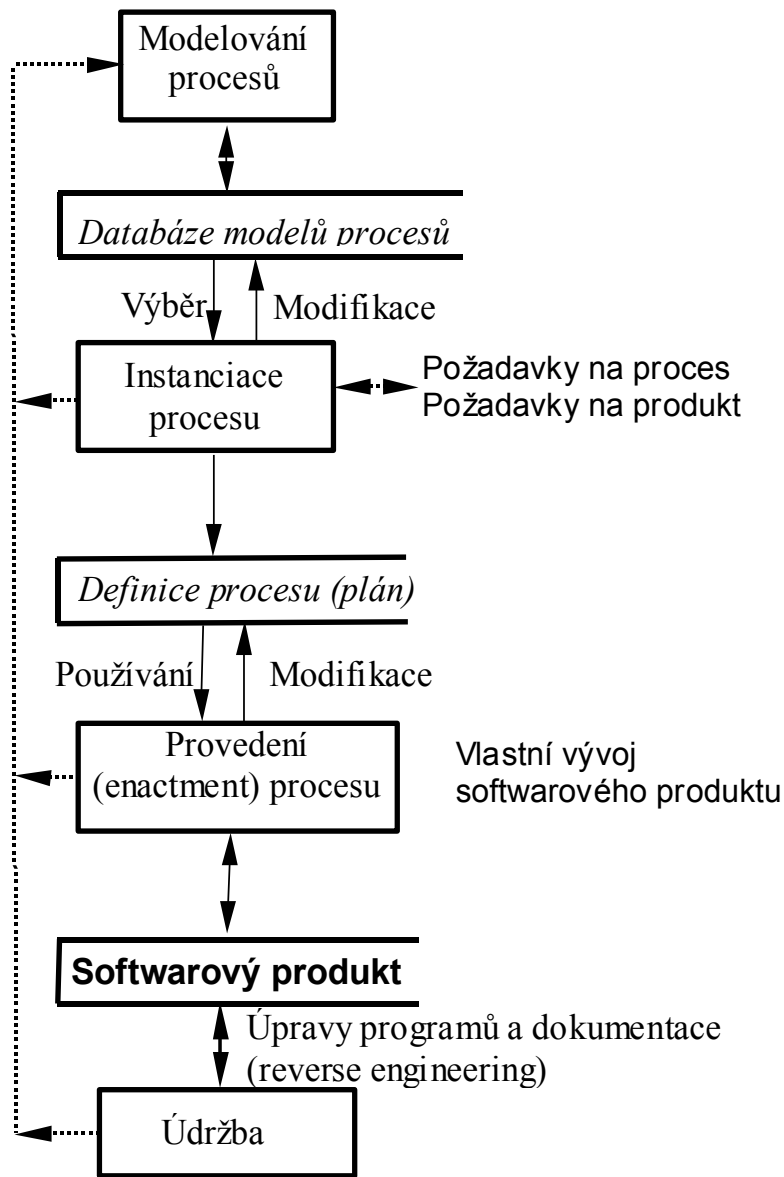 Modelování
procesů
Databáze modelů procesů
Výběr
Modifikace
Instanciace
procesu
Požadavky na proces
Požadavky na produkt
Definice procesu (plán)
Používání
Modifikace
Provedení
(enactment) procesu
Vlastní vývoj
softwarového produktu
Softwarový produkt
Úpravy programů a dokumentace
(reverse engineering)
Údržba